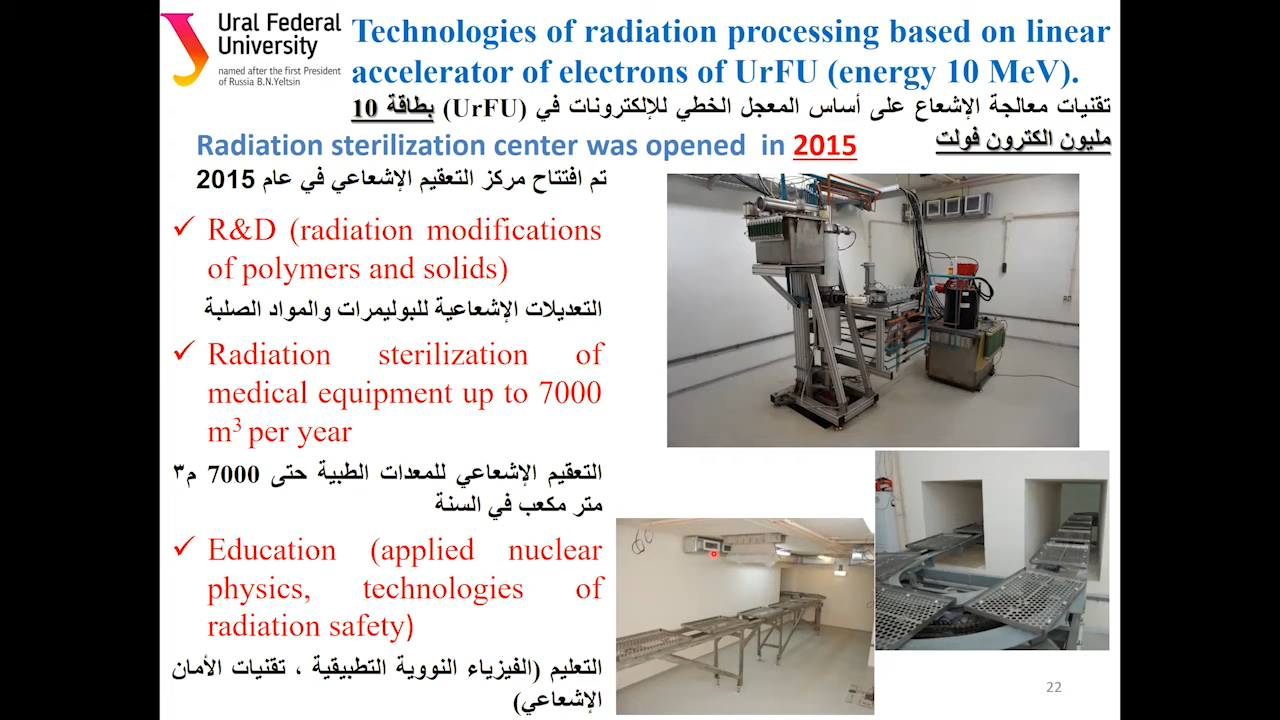 Ural Federal
University
named after the first President
of Russia B.N.Yeltsin
Technologies of radiation processing based on linear
accelerator of electrons of UrFU (energy 10 MeV).
تقنيات معالجة الإشعاع على أساس المعجل الخطي للإلكترونات في (UrFU) بطاقة 10
مليون الكترون فولت
Radiation sterilization center was opened in 2015
تم افتتاح مركز التعقيم الإشعاعي في عام 2015
✓ R&D (radiation modifications
of polymers and solids)
التعديلات الإشعاعية للبوليمرات والمواد الصلبة
✓ Radiation sterilization of
medical equipment up to 7000
m³ per year
التعقيم الإشعاعي للمعدات الطبية حتى 7000 م٣
متر مكعب في السنة
✓ Education (applied nuclear
physics, technologies of
radiation safety)
التعليم (الفيزياء النووية التطبيقية ، تقنيات الأمان
الإشعاعي)
22